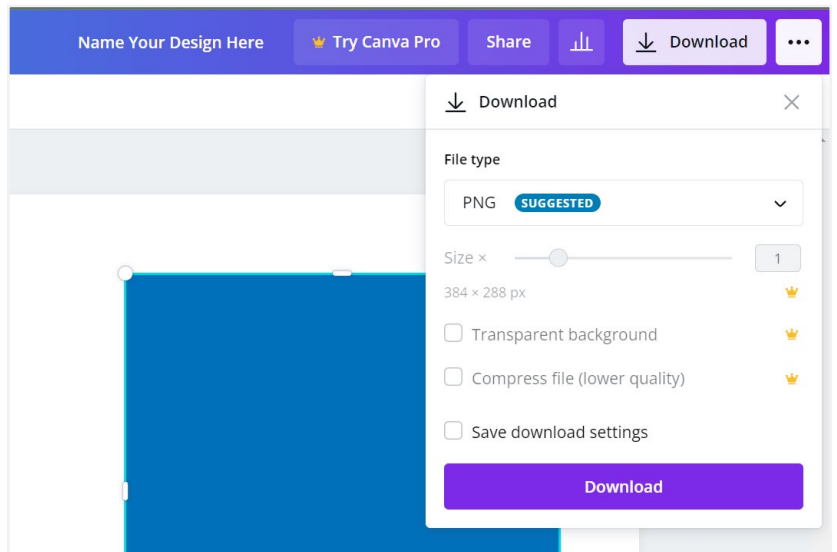 Name Your Design Here Try Canva Pro Share Download
Download
File type
PNG SUGGESTED
Size × 1
384 × 288 px
Transparent background
Compress file (lower quality)
Save download settings
Download